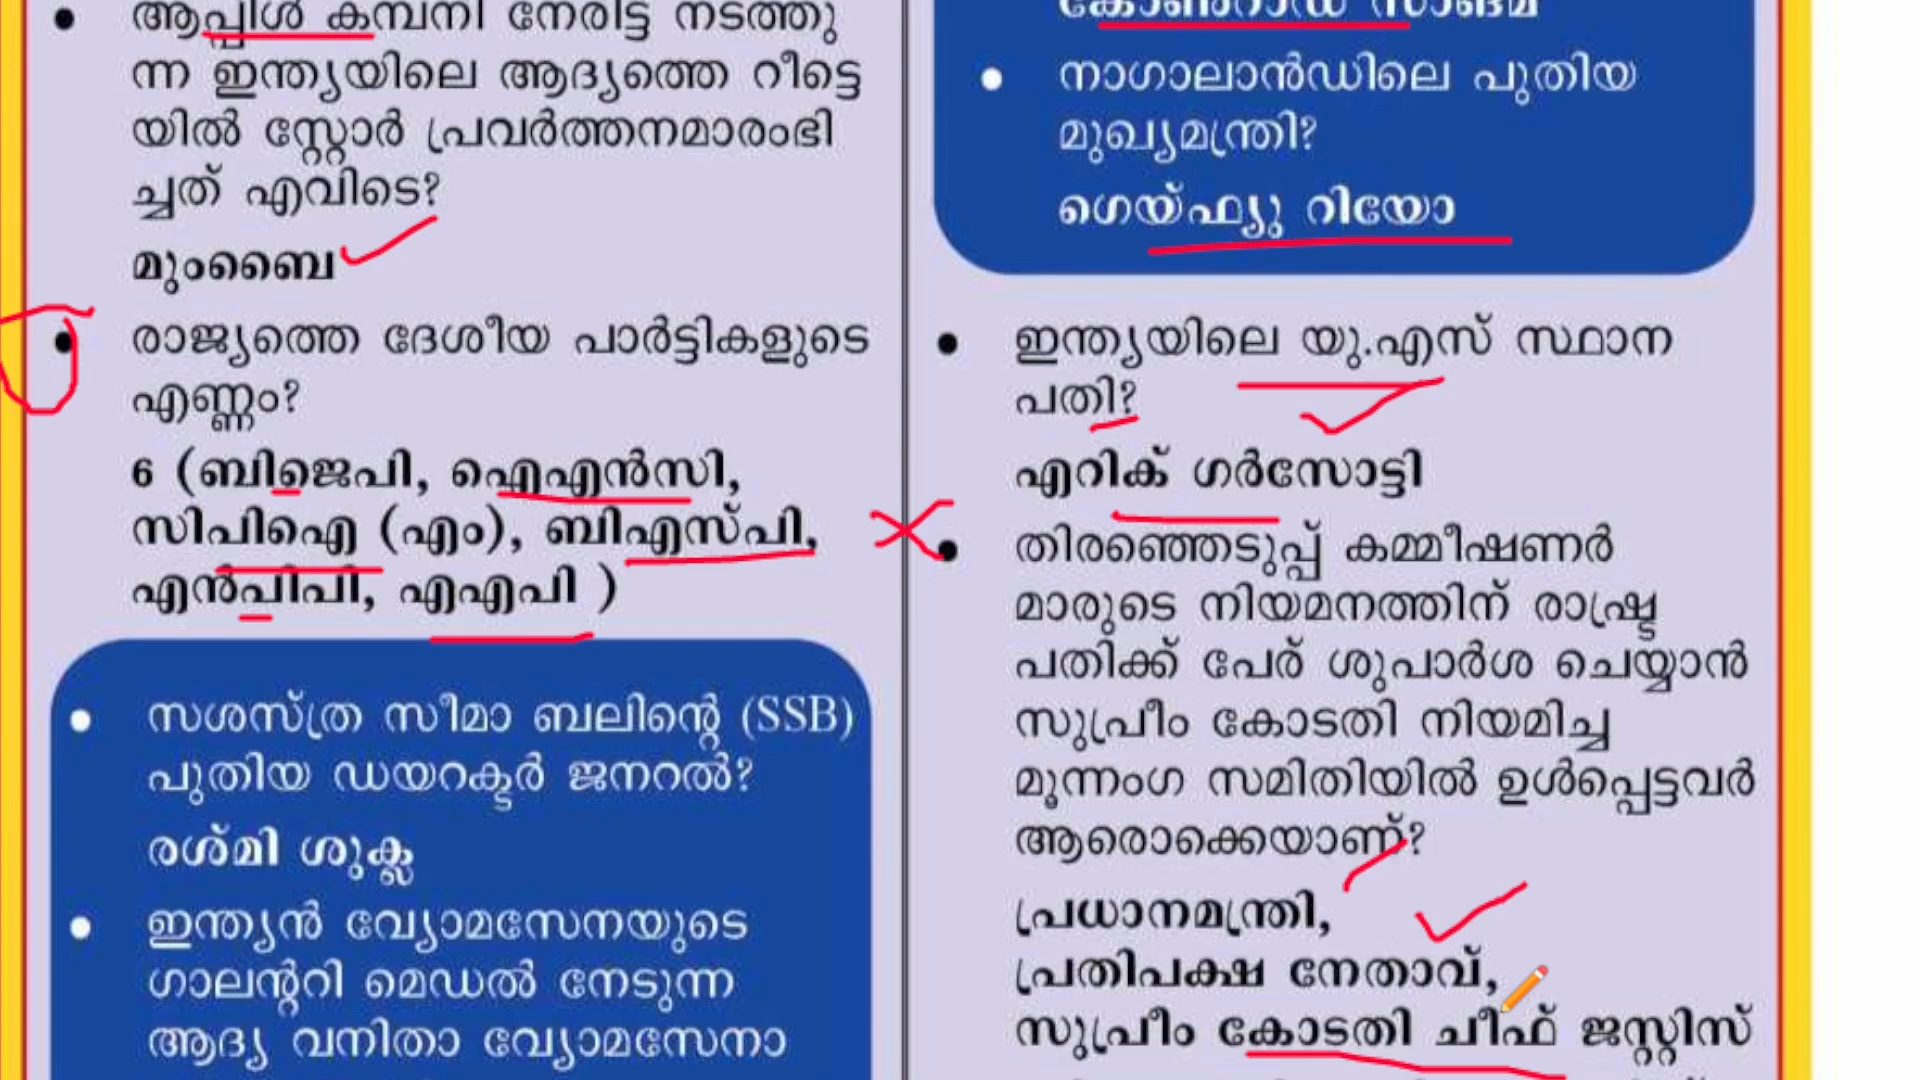 ആപ്പിൾ കമ്പനി നേരിട്ട് നടത്തു
ന്ന ഇന്ത്യയിലെ ആദ്യത്തെ റീട്ടെ
യിൽ സ്റ്റോർ പ്രവർത്തനമാരംഭി
ച്ചത് എവിടെ?
മുംബൈ
രാജ്യത്തെ ദേശീയ പാർട്ടികളുടെ
എണ്ണം?
6 (ബിജെപി, ഐഎൻസി,
സിപിഐ (എം), ബിഎസ്പി,
എൻപിപി, എഎപി )
സശസ്ത്ര സീമാ ബലിന്റെ (SSB)
പുതിയ ഡയറക്ടർ ജനറൽ?
രശ്മി ശുക്ല
ഇന്ത്യൻ വ്യോമസേനയുടെ
ഗാലന്ററി മെഡൽ നേടുന്ന
ആദ്യ വനിതാ വ്യോമസേനാ
കോൺറാഡ് സാങ്മ
നാഗാലാൻഡിലെ പുതിയ
മുഖ്യമന്ത്രി?
ഗെയ്ഫ്യു റിയോ
ഇന്ത്യയിലെ യു.എസ് സ്ഥാന
പതി?
എറിക് ഗർസോട്ടി
തിരഞ്ഞെടുപ്പ് കമ്മീഷണർ
മാരുടെ നിയമനത്തിന് രാഷ്ട്ര
പതിക്ക് പേര് ശുപാർശ ചെയ്യാൻ
സുപ്രീം കോടതി നിയമിച്ച
മൂന്നംഗ സമിതിയിൽ ഉൾപ്പെട്ടവർ
ആരൊക്കെയാണ്?
പ്രധാനമന്ത്രി,
പ്രതിപക്ഷ നേതാവ്,
സുപ്രീം കോടതി ചീഫ് ജസ്റ്റിസ്